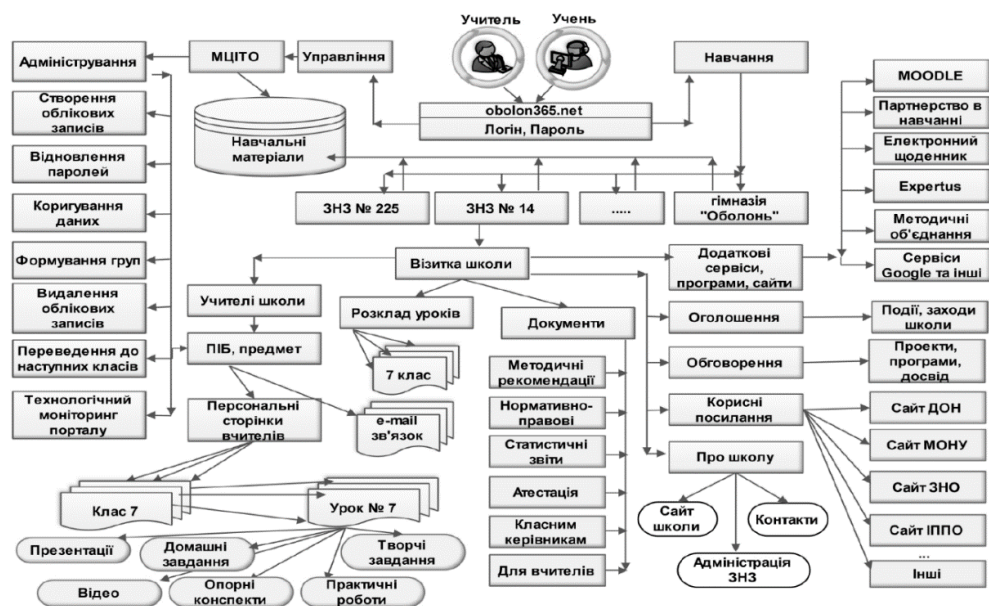 Учитель
Учень
Адміністрування
МЦІТО
Управління
Навчання
obolon365.net
Логін, Пароль
Створення
облікових
записів
Відновлення
паролей
Коригування
даних
Формування груп
Видалення
облікових
записів
Переведення до
наступних класів
Технологічний
моніторинг
порталу
Навчальні
матеріали
ЗНЗ № 225
ЗНЗ № 14
.....
гімназія
"Оболонь"
MOODLE
Партнерство в
навчанні
Електронний
щоденник
Expertus
Методичні
об'єднання
Сервіси
Google та інші
Візитка школи
Додаткові
сервіси,
програми, сайти
Учителі школи
ПІБ, предмет
Персональні
сторінки
вчителів
Розклад уроків
7 клас
e-mail
зв'язок
Документи
Методичні
рекомендації
Нормативно-
правові
Статистичні
звіти
Атестація
Класним
керівникам
Для вчителів
Оголошення
Події, заходи
школи
Обговорення
Проекти,
програми,
досвід
Корисні
посилання
Сайт ДОН
Сайт МОНУ
Сайт ЗНО
Сайт ІППО
...
Інші
Про школу
Сайт
школи
Контакти
Адміністрація
ЗНЗ
Клас 7
Урок № 7
Презентації
Домашні
завдання
Творчі
завдання
Відео
Опорні
конспекти
Практичні
роботи